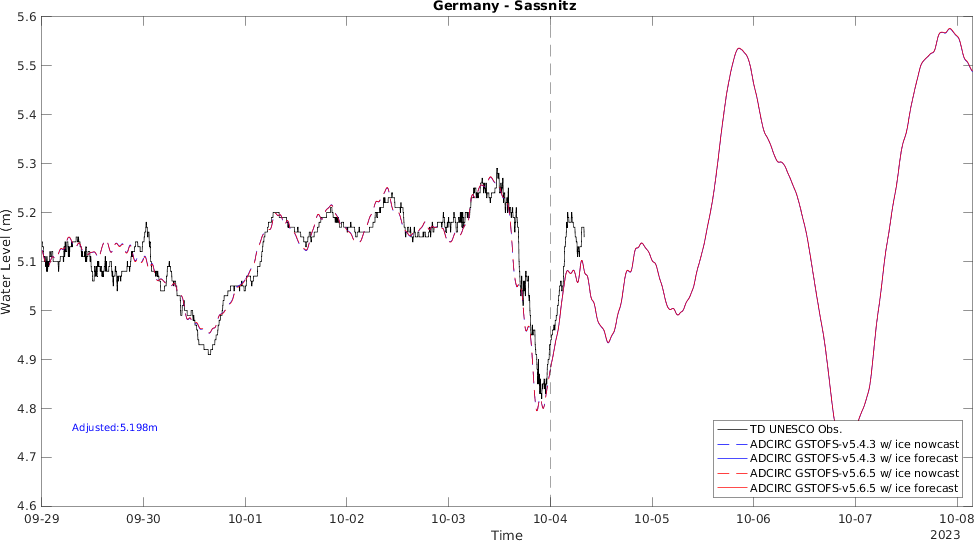 Germany - Sassnitz
5.6
5.5
5.4
5.3
5.2
5.1
5
4.9
4.8
4.7
4.6
Water Level (m)
Adjusted:5.198m
TD UNESCO Obs.
ADCIRC GSTOFS-v5.4.3 w/ ice nowcast
ADCIRC GSTOFS-v5.4.3 w/ ice forecast
ADCIRC GSTOFS-v5.6.5 w/ ice nowcast
ADCIRC GSTOFS-v5.6.5 w/ ice forecast
09-29 09-30 10-01 10-02 10-03 10-04 10-05 10-06 10-07 10-08
Time
2023